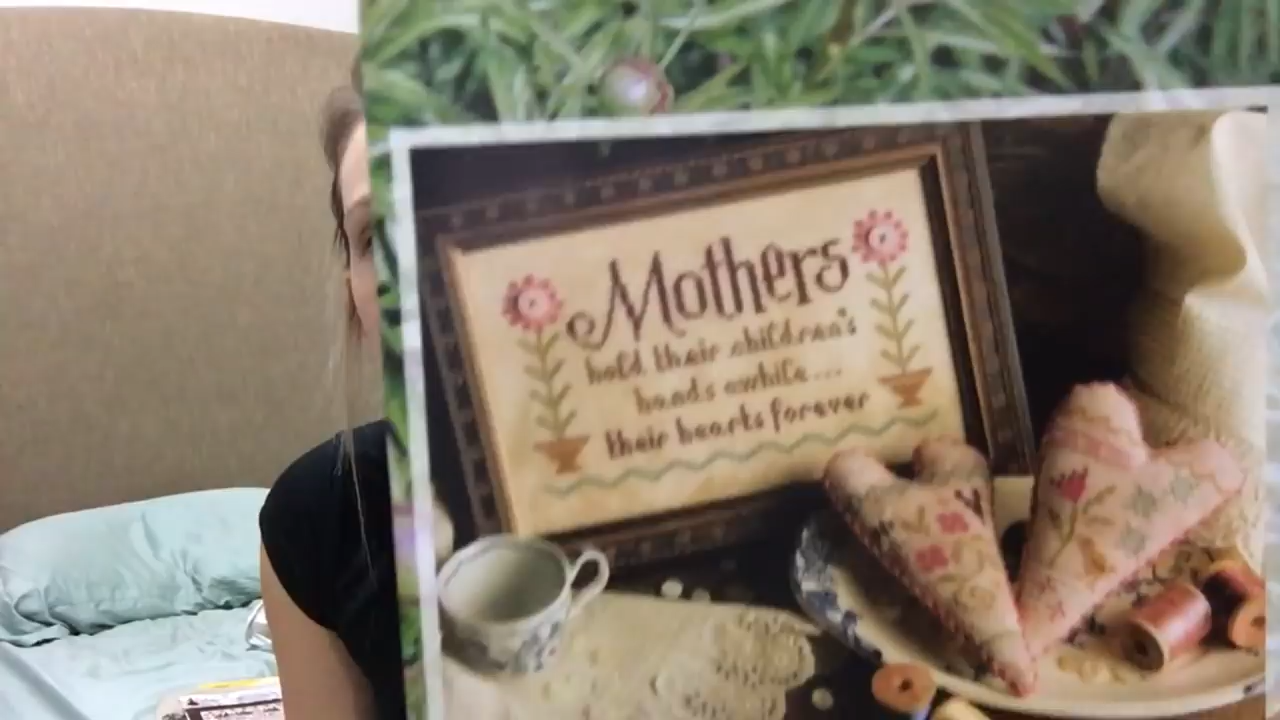 Mothers
hold their children's
hands awhile...
their hearts forever